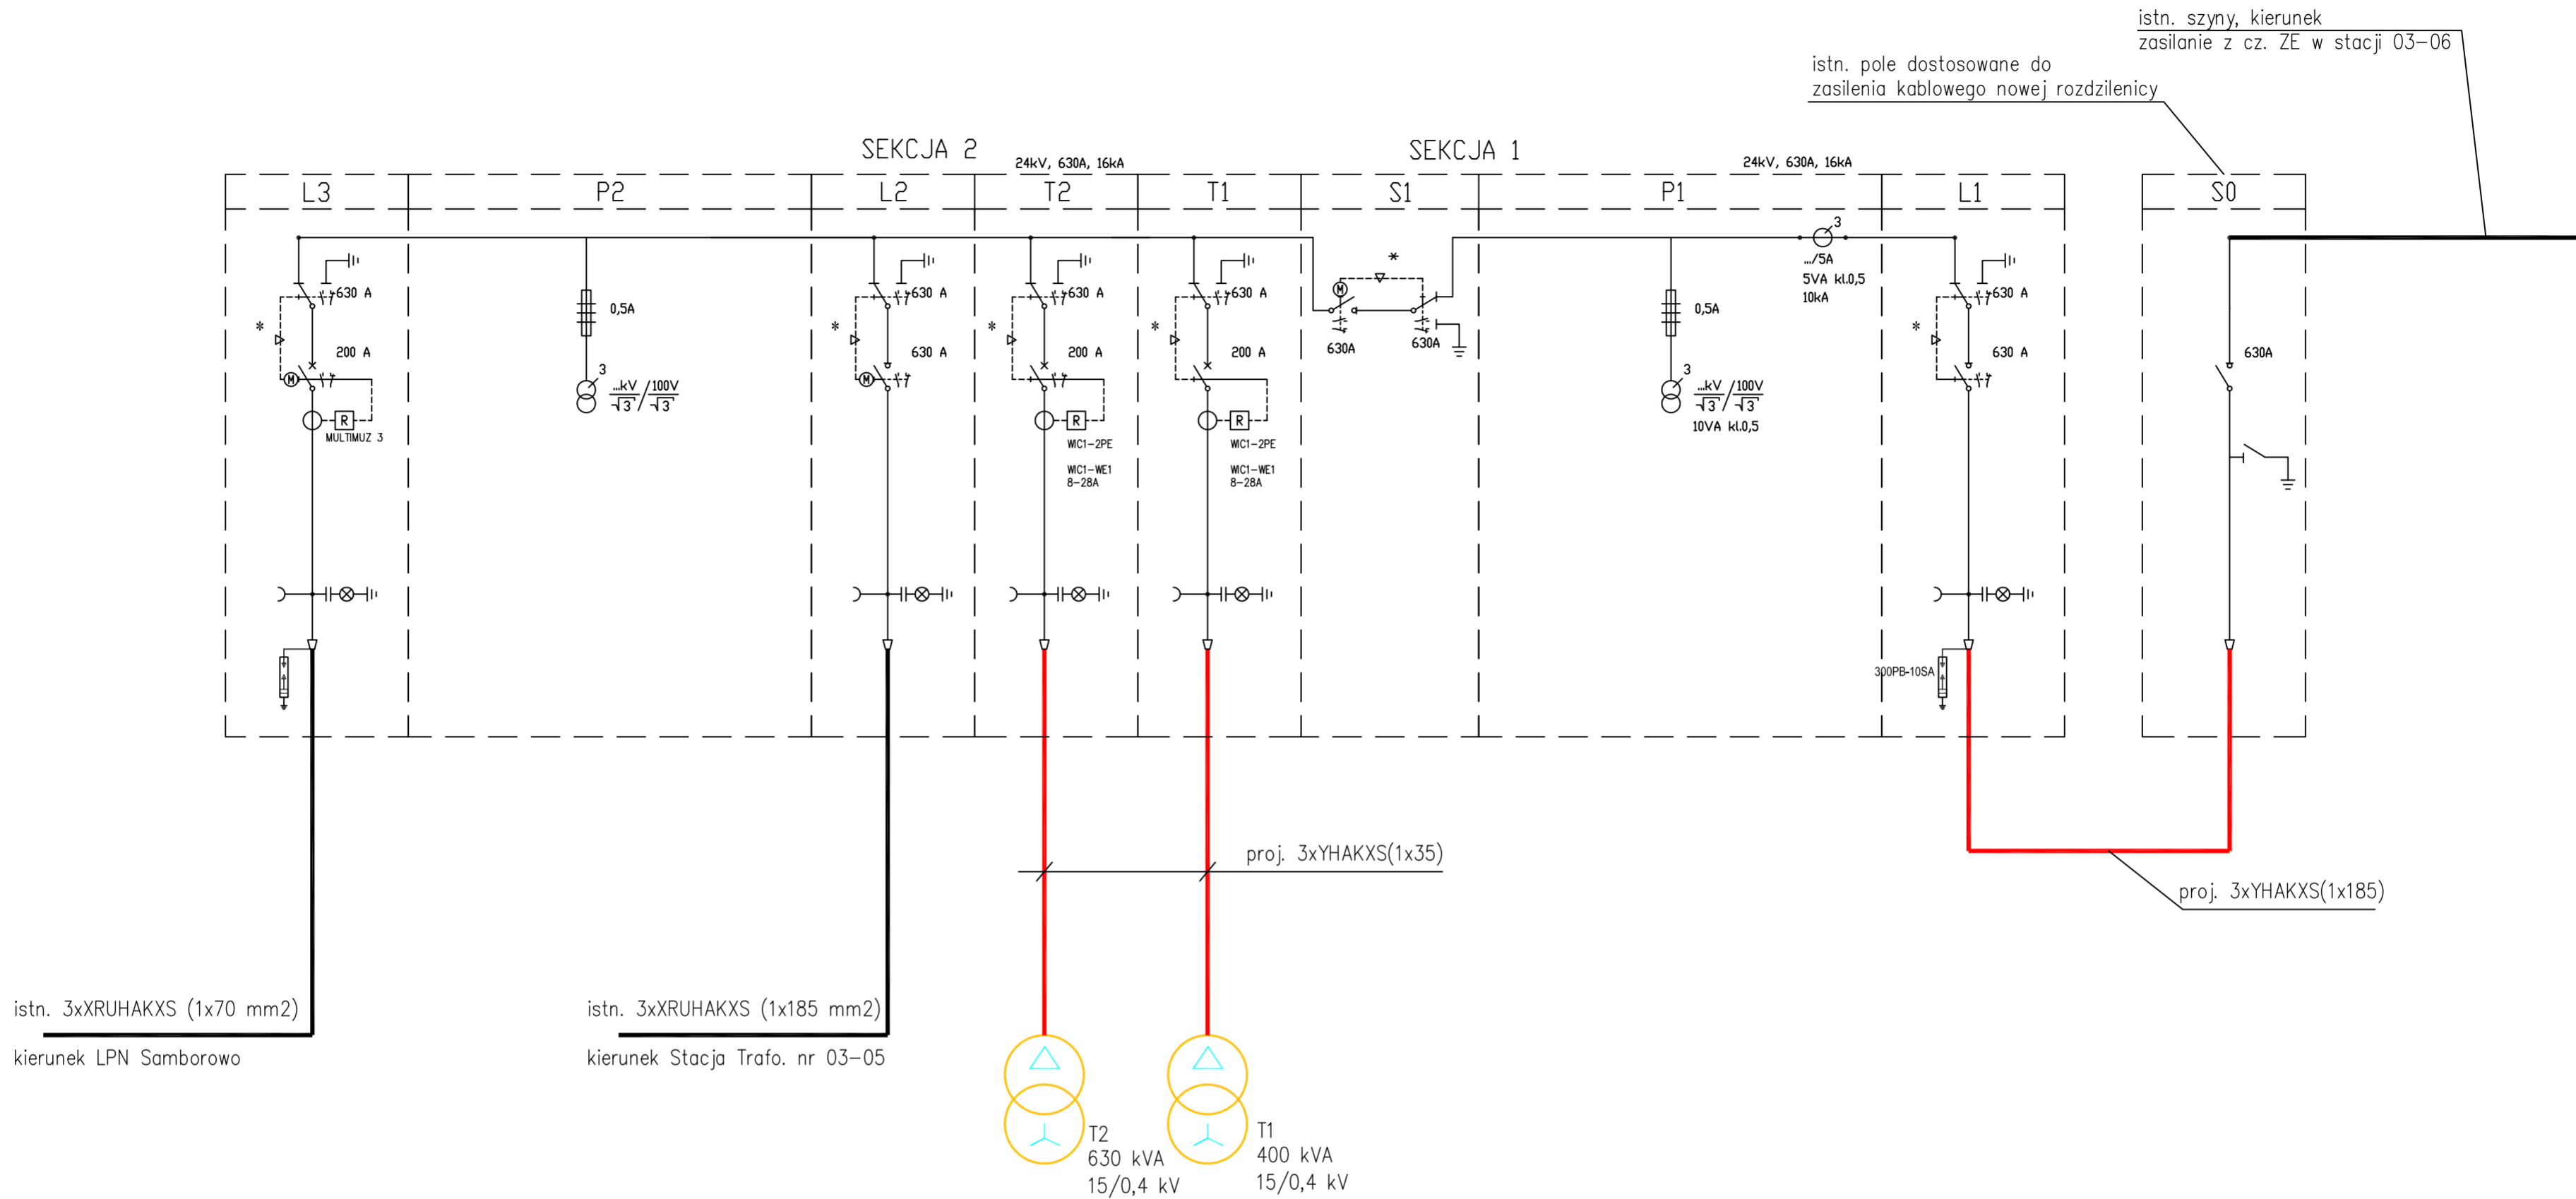 istn. szyny, kierunek
zasilanie z cz. ZE w stacji 03-06
istn. pole dostosowane do
zasilenia kablowego nowej rozdzilenicy
SEKCJA 2
24kV, 630A, 16kA
SEKCJA 1
24kV, 630A, 16kA
L3
P2
L2
T2
T1
S1
P1
L1
S0
630 A
*
200 A
M
R
MULTIMUZ 3
0,5A
3
...kV/100V
√3/√3
630 A
*
630 A
M
630 A
*
200 A
R
WIC1-2PE
WIC1-WE1
8-28A
630 A
*
200 A
R
WIC1-2PE
WIC1-WE1
8-28A
*
M
630A
630A
0,5A
3
...kV/100V
√3/√3
10VA kl.0,5
3
.../5A
5VA kl.0,5
10kA
630 A
*
630 A
300PB-10SA
630A
proj. 3xYHAKXS(1x35)
proj. 3xYHAKXS(1x185)
istn. 3xXRUHAKXS (1x70 mm2)
kierunek LPN Samborowo
istn. 3xXRUHAKXS (1x185 mm2)
kierunek Stacja Trafo. nr 03-05
T2
630 kVA
15/0,4 kV
T1
400 kVA
15/0,4 kV